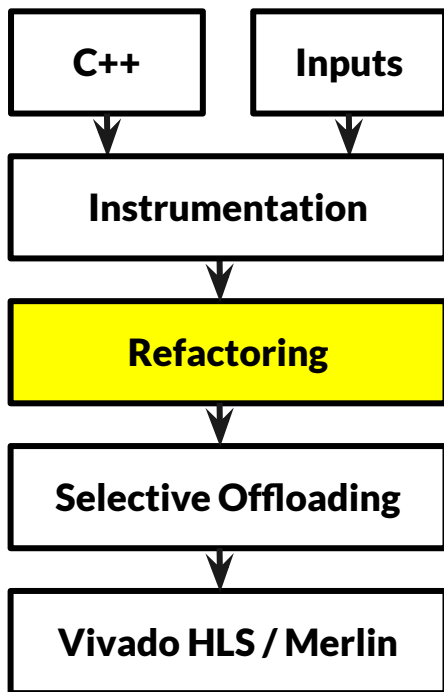 C++
Inputs
Instrumentation
Refactoring
Selective Offloading
Vivado HLS / Merlin